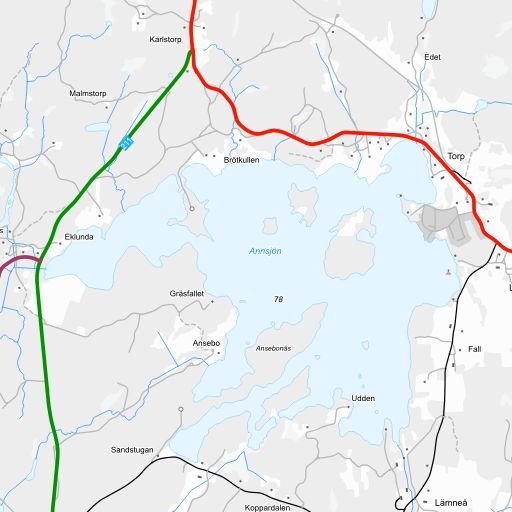 Karlstorp
Edet
Malmstorp
Brötkullen
Torp
Eklunda
Annsjön
Gräsfallet
78
Ansebo
Ansebonäs
Fall
Udden
Sandstugan
Koppardalen
Lämneå